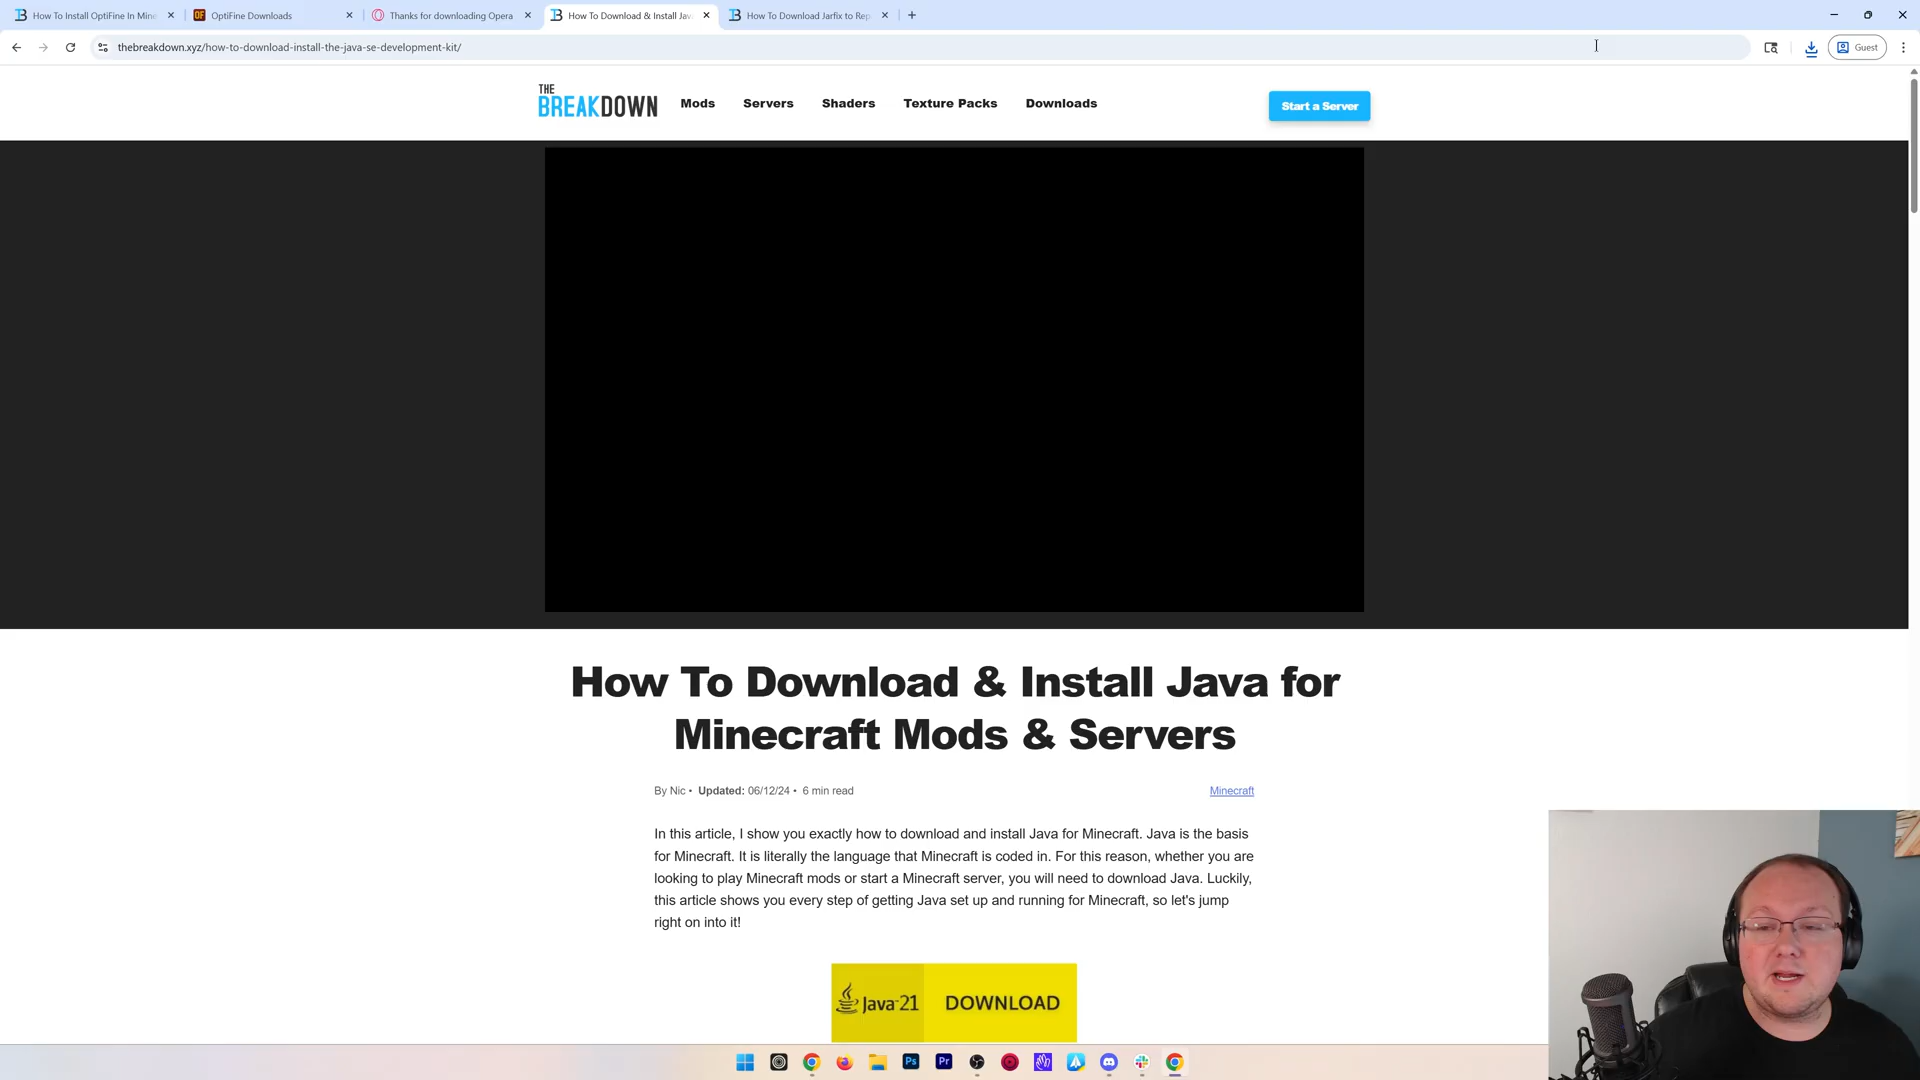 How To Install OptiFine In Mine
OptiFine Downloads
Thanks for downloading Opera
How To Download & Install Jav
How To Download Jarfix to Rep
thebreakdown.xyz/how-to-download-install-the-java-se-development-kit/
Guest
THE BREAKDOWN
Mods
Servers
Shaders
Texture Packs
Downloads
Start a Server
How To Download & Install Java for
Minecraft Mods & Servers
By Nic • Updated: 06/12/24 • 6 min read
Minecraft
In this article, I show you exactly how to download and install Java for Minecraft. Java is the basis
for Minecraft. It is literally the language that Minecraft is coded in. For this reason, whether you are
looking to play Minecraft mods or start a Minecraft server, you will need to download Java. Luckily,
this article shows you every step of getting Java set up and running for Minecraft, so let's jump
right on into it!
Java 21 DOWNLOAD
Ps
Pr